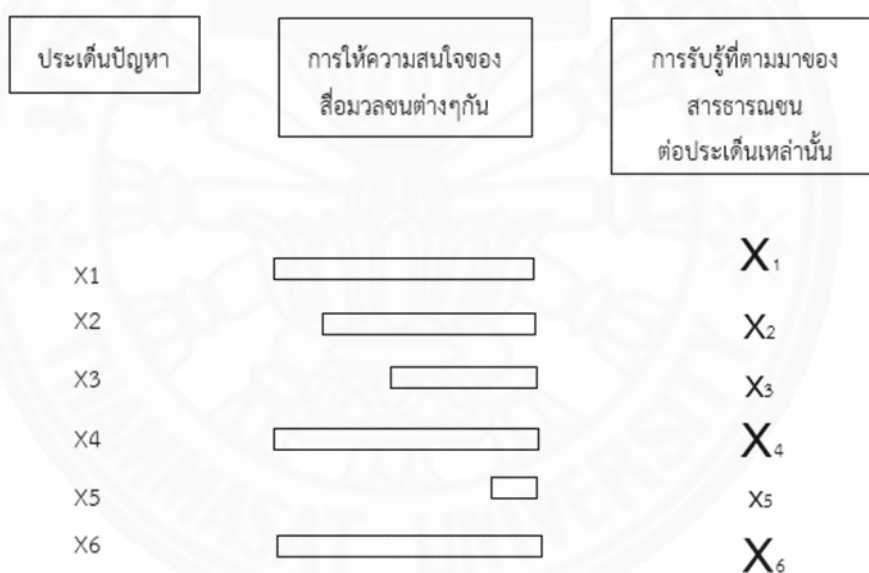 ประเด็นปัญหา
การให้ความสนใจของ
สื่อมวลชนต่างๆกัน
การรับรู้ที่ตามมาของ
สารธารณชน
ต่อประเด็นเหล่านั้น
X1 X1
X2 X2
X3 X3
X4 X4
X5 X5
X6 X6
THAMMASAT UNIVERSITY